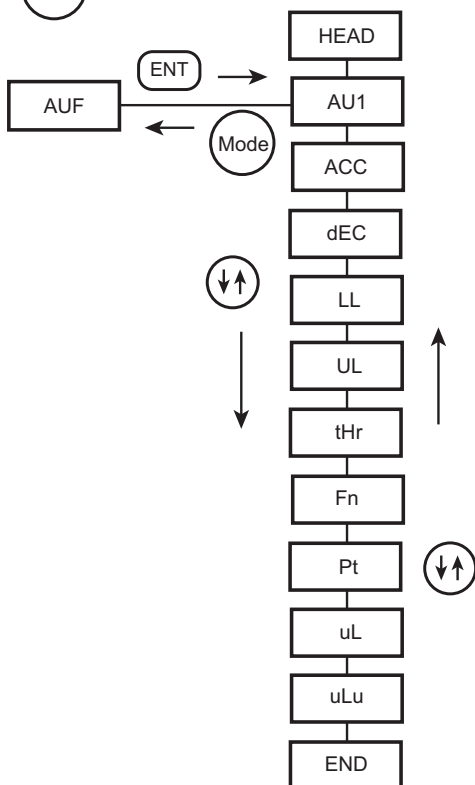 HEAD
ENT
AUF
AU1
Mode
ACC
dEC
LL
UL
tHr
Fn
Pt
uL
uLu
END